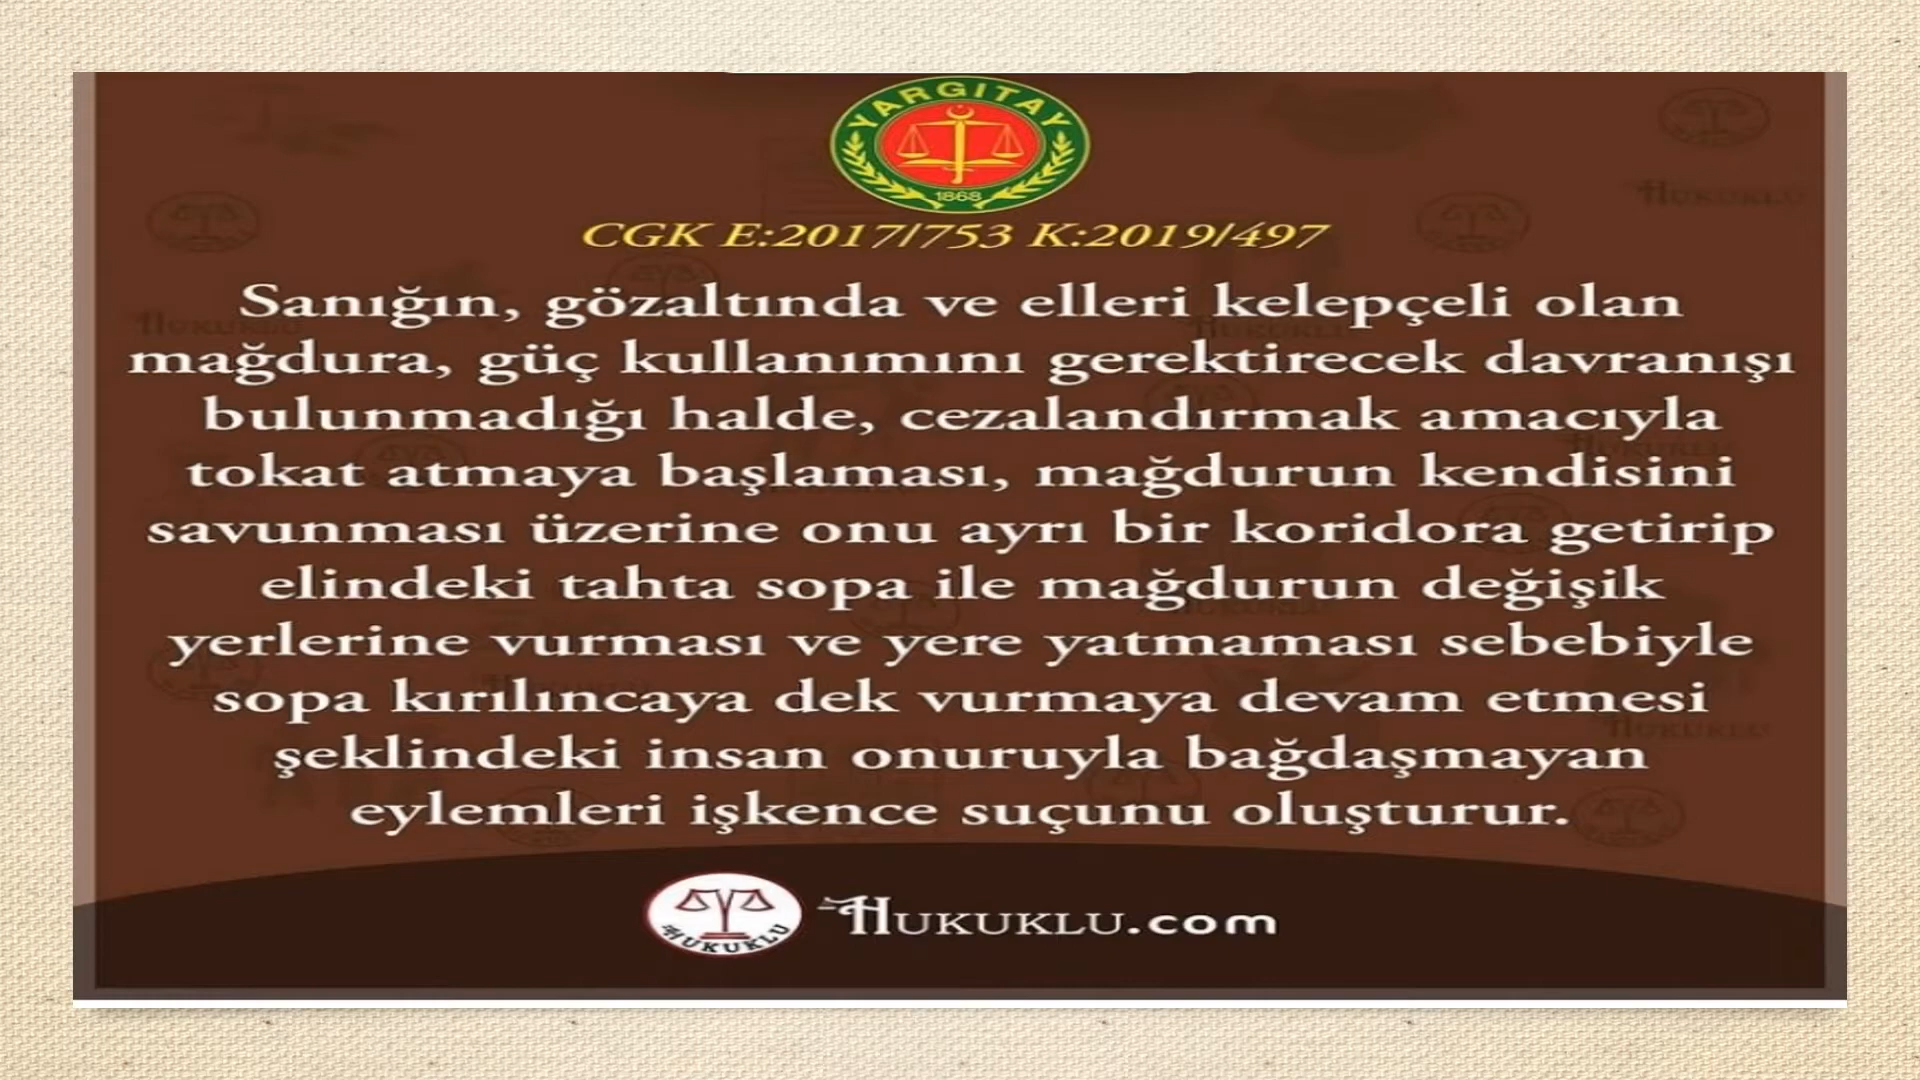 YARGITAY
1868
CGK E:2017/753 K:2019/497
Sanığın, gözaltında ve elleri kelepçeli olan
mağdura, güç kullanımını gerektirecek davranışı
bulunmadığı halde, cezalandırmak amacıyla
tokat atmaya başlaması, mağdurun kendisini
savunması üzerine onu ayrı bir koridora getirip
elindeki tahta sopa ile mağdurun değişik
yerlerine vurması ve yere yatmaması sebebiyle
sopa kırılıncaya dek vurmaya devam etmesi
şeklindeki insan onuruyla bağdaşmayan
eylemleri işkence suçunu oluşturur.
HUKUKLU
HUKUKLU.com